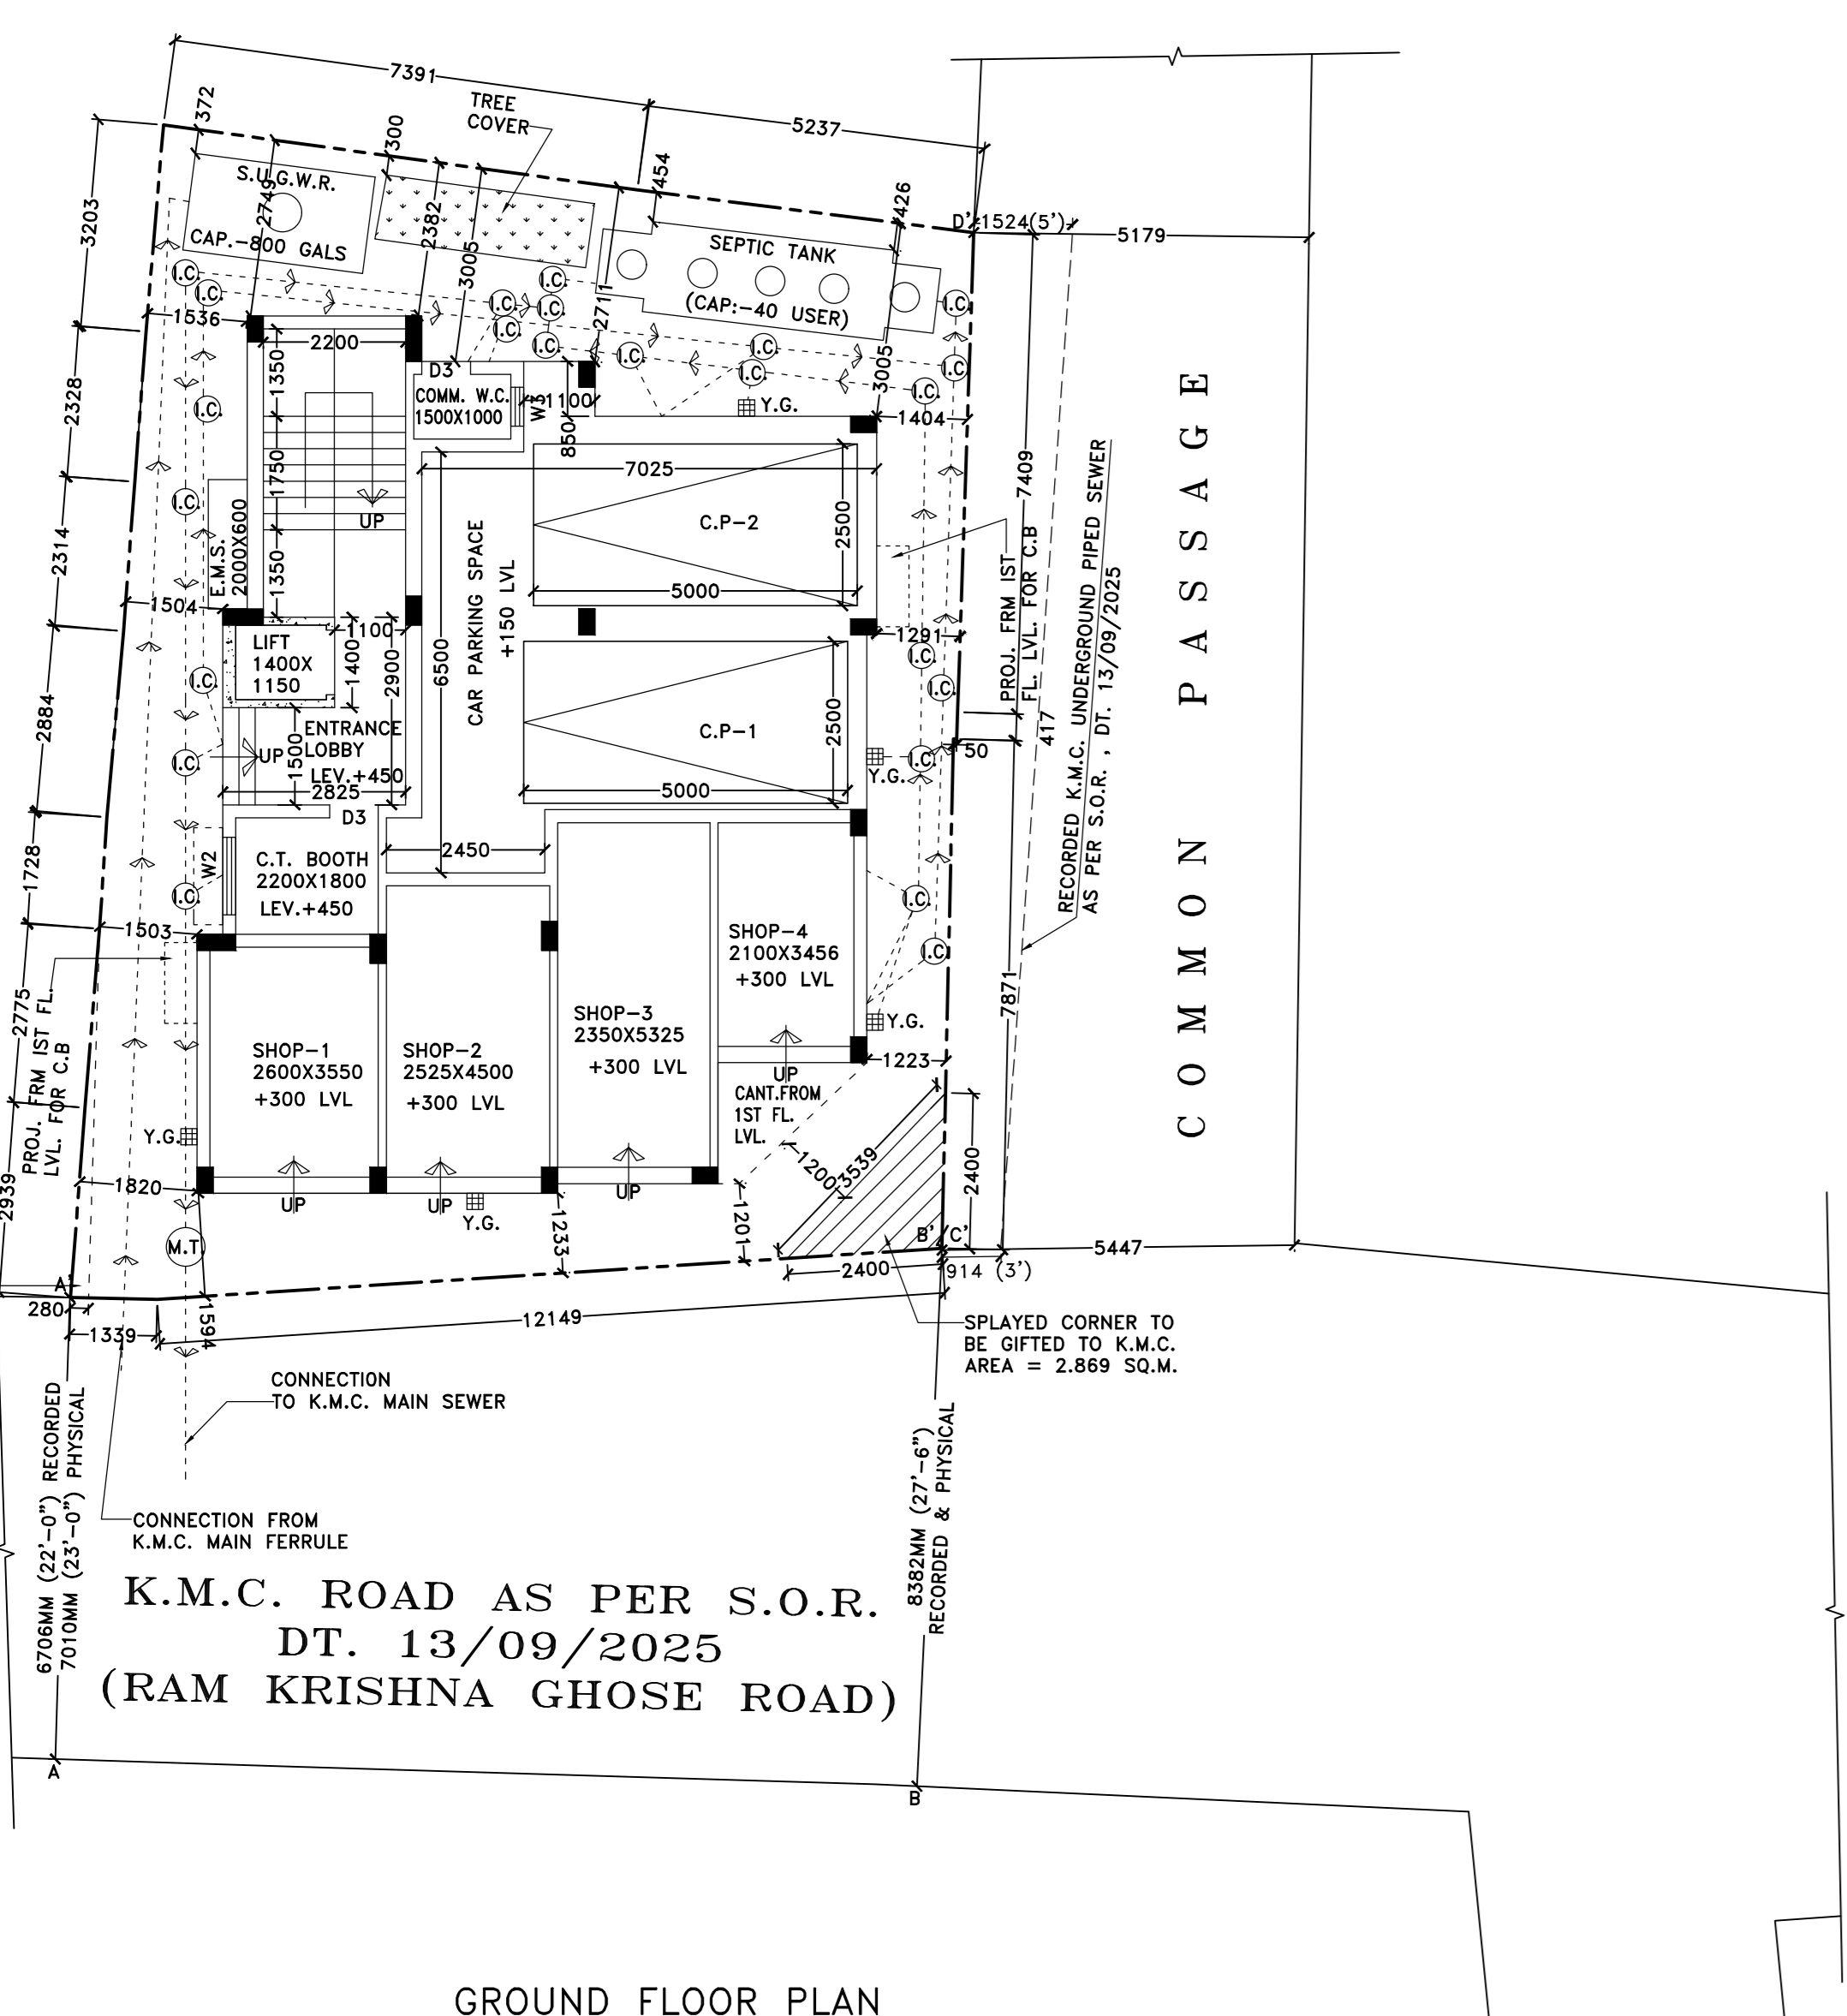 7391
5237
TREE
COVER
372
300
454
426
3203
S.U.G.W.R.
2749
CAP.-800 GALS
2382
3005
2711
SEPTIC TANK
(CAP:-40 USER)
3005
D'
1524(5')
5179
I.C.
I.C.
I.C.
I.C.
I.C.
I.C.
I.C.
I.C.
I.C.
I.C.
I.C.
I.C.
I.C.
I.C.
1536
2200
1350
D3
COMM. W.C.
1500X1000
W3
1100
850
Y.G.
1404
2328
7025
1750
UP
I.C.
C.P-2
2500
5000
7409
E.M.S.
2000X600
1350
2314
1504
CAR PARKING SPACE
+150 LVL
6500
LIFT
1400X
1150
1100
1400
2900
1291
PROJ. FRM IST
FL. LVL. FOR C.B
RECORDED K.M.C. UNDERGROUND PIPED SEWER
AS PER S.O.R. , DT. 13/09/2025
COMMON PASSAGE
I.C.
I.C.
I.C.
2884
ENTRANCE
LOBBY
LEV.+450
UP
1500
2825
C.P-1
2500
5000
417
50
I.C.
I.C.
Y.G.
D3
1728
W2
C.T. BOOTH
2200X1800
LEV.+450
2450
I.C.
I.C.
I.C.
1503
SHOP-4
2100X3456
+300 LVL
7871
2775
PROJ. FRM IST FL.
LVL. FOR C.B
SHOP-3
2350X5325
+300 LVL
Y.G.
SHOP-1
2600X3550
+300 LVL
SHOP-2
2525X4500
+300 LVL
1223
UP
CANT.FROM
1ST FL.
LVL.
Y.G.
1200
3539
2400
2939
1820
UP
UP
UP
Y.G.
1233
1201
M.T.
B'
C'
5447
2400
914 (3')
A'
280
1339
1594
12149
SPLAYED CORNER TO
BE GIFTED TO K.M.C.
AREA = 2.869 SQ.M.
CONNECTION
TO K.M.C. MAIN SEWER
6706MM (22'-0") RECORDED
7010MM (23'-0") PHYSICAL
8382MM (27'-6")
RECORDED & PHYSICAL
CONNECTION FROM
K.M.C. MAIN FERRULE
K.M.C. ROAD AS PER S.O.R.
DT. 13/09/2025
(RAM KRISHNA GHOSE ROAD)
A
B
GROUND FLOOR PLAN